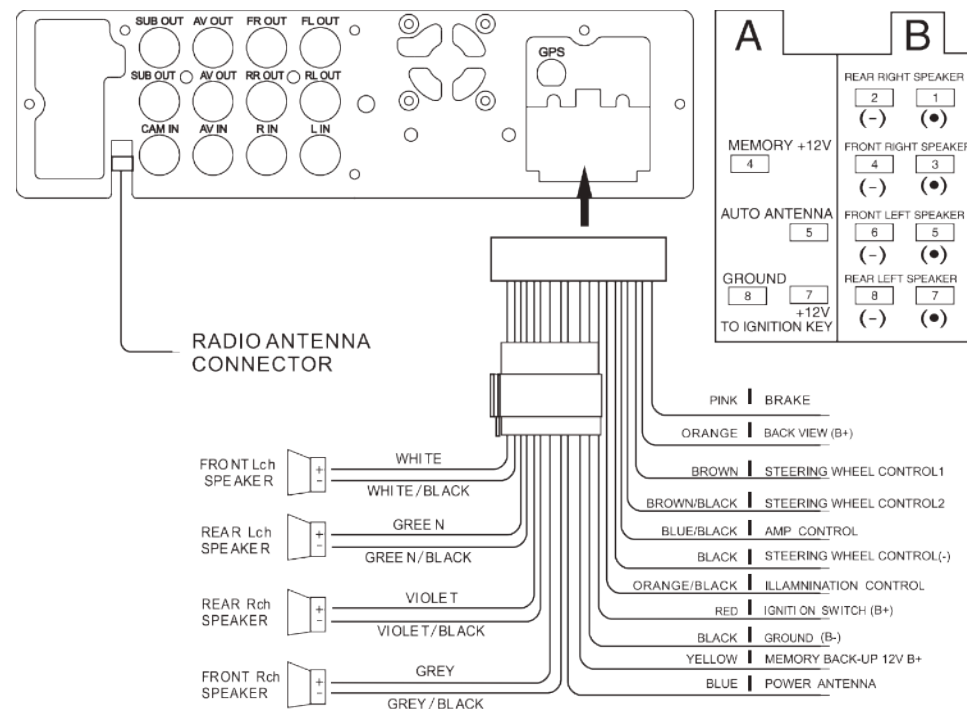 SUB OUT AV OUT FR OUT FL OUT
SUB OUT AV OUT RR OUT RL OUT
CAM IN AV IN R IN L IN
GPS
RADIO ANTENNA
CONNECTOR
A
MEMORY +12V
4
AUTO ANTENNA
5
GROUND
8 7
+12V
TO IGNITION KEY
B
REAR RIGHT SPEAKER
2 1
(-) (•)
FRONT RIGHT SPEAKER
4 3
(-) (•)
FRONT LEFT SPEAKER
6 5
(-) (•)
REAR LEFT SPEAKER
8 7
(-) (•)
FRONT Lch
SPEAKER
+
-
WHITE
WHITE/BLACK
REAR Lch
SPEAKER
+
-
GREEN
GREEN/BLACK
REAR Rch
SPEAKER
+
-
VIOLET
VIOLET/BLACK
FRONT Rch
SPEAKER
+
-
GREY
GREY/BLACK
PINK BRAKE
ORANGE BACK VIEW (B+)
BROWN STEERING WHEEL CONTROL1
BROWN/BLACK STEERING WHEEL CONTROL2
BLUE/BLACK AMP CONTROL
BLACK STEERING WHEEL CONTROL(-)
ORANGE/BLACK ILLAMNINATION CONTROL
RED IGNITION SWITCH (B+)
BLACK GROUND (B-)
YELLOW MEMORY BACK-UP 12V B+
BLUE POWER ANTENNA